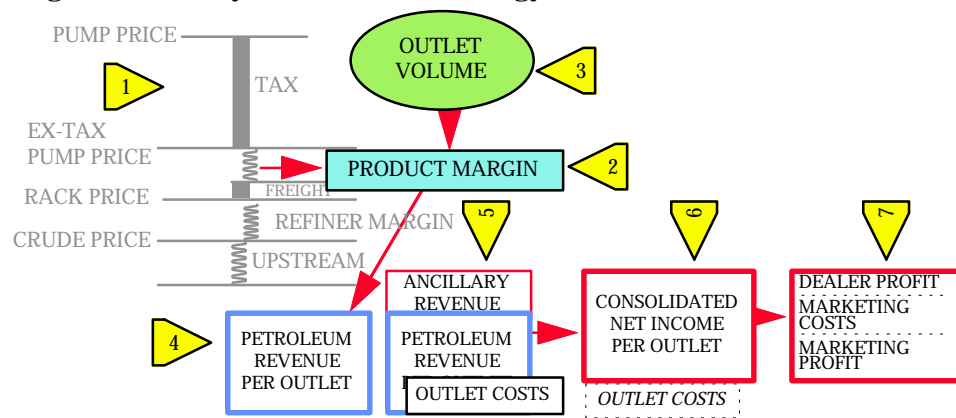 PUMP PRICE
OUTLET
VOLUME
3
1
TAX
EX-TAX
PUMP PRICE
PRODUCT MARGIN
2
FREIGHT
RACK PRICE
REFINER MARGIN
5
6
7
CRUDE PRICE
UPSTREAM
ANCILLARY
REVENUE
CONSOLIDATED
NET INCOME
PER OUTLET
DEALER PROFIT
MARKETING
COSTS
MARKETING
PROFIT
4
PETROLEUM
REVENUE
PER OUTLET
PETROLEUM
REVENUE
OUTLET COSTS
OUTLET COSTS